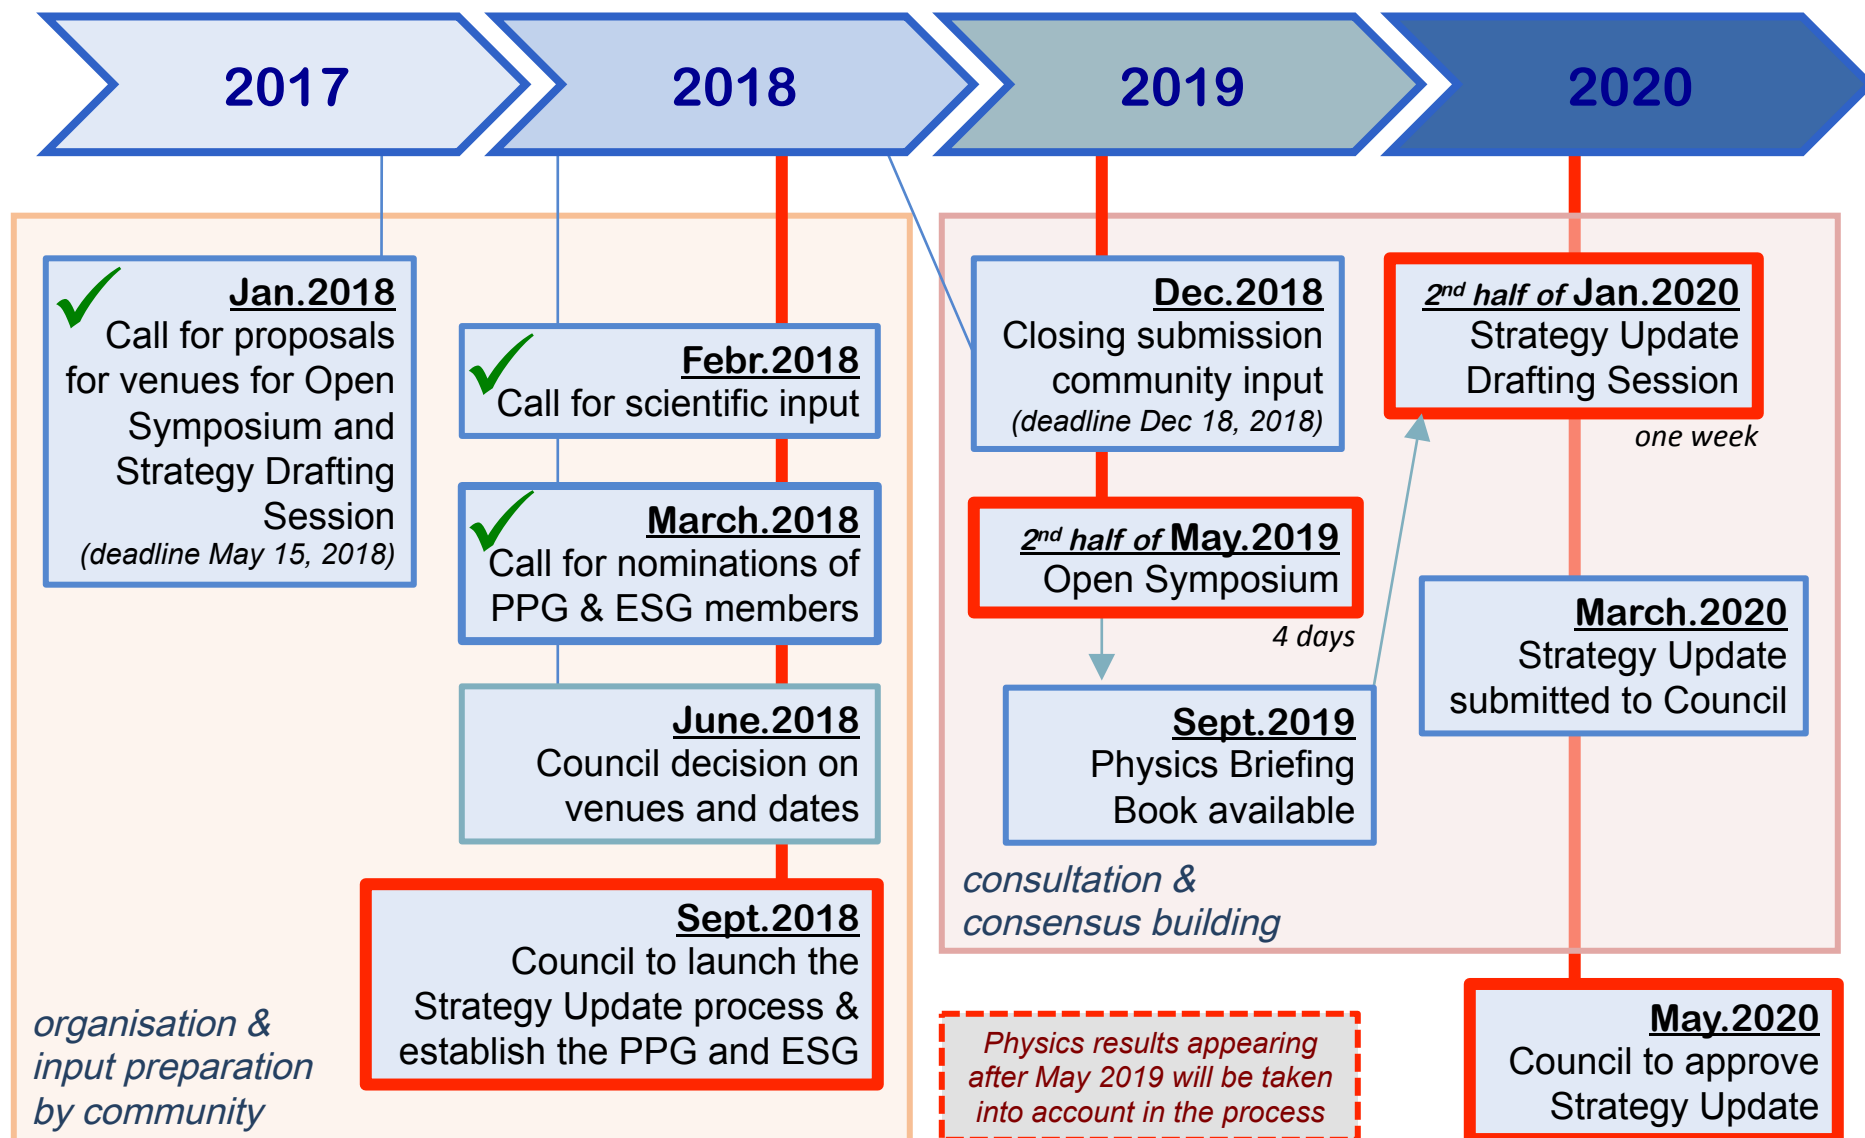 2017
2018
2019
2020
Jan.2018
Call for proposals
for venues for Open
Symposium and
Strategy Drafting
Session
(deadline May 15, 2018)
Febr.2018
Call for scientific input
March.2018
Call for nominations of
PPG & ESG members
June.2018
Council decision on
venues and dates
Sept.2018
Council to launch the
Strategy Update process &
establish the PPG and ESG
organisation &
input preparation
by community
Dec.2018
Closing submission
community input
(deadline Dec 18, 2018)
2nd half of May.2019
Open Symposium
4 days
Sept.2019
Physics Briefing
Book available
consultation &
consensus building
2nd half of Jan.2020
Strategy Update
Drafting Session
one week
March.2020
Strategy Update
submitted to Council
May.2020
Council to approve
Strategy Update
Physics results appearing
after May 2019 will be taken
into account in the process